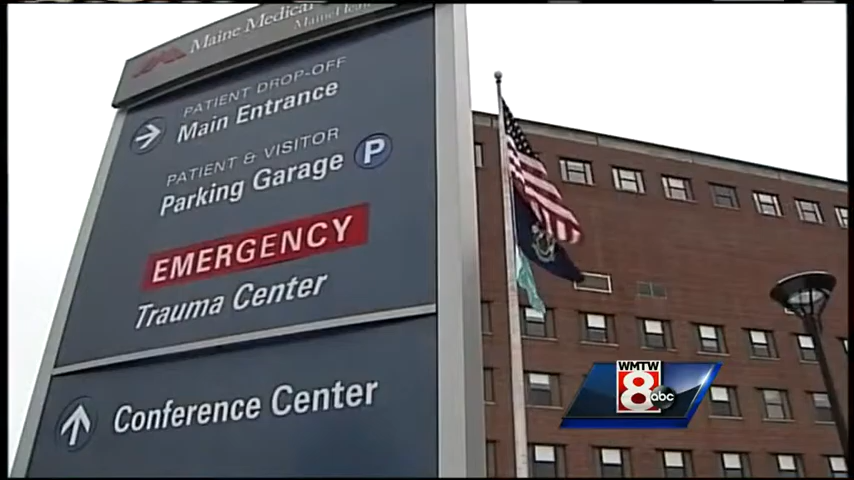 Maine Medical
PATIENT DROP-OFF
Main Entrance
PATIENT & VISITOR
Parking Garage P
EMERGENCY
Trauma Center
Conference Center
WMTW
8
abc